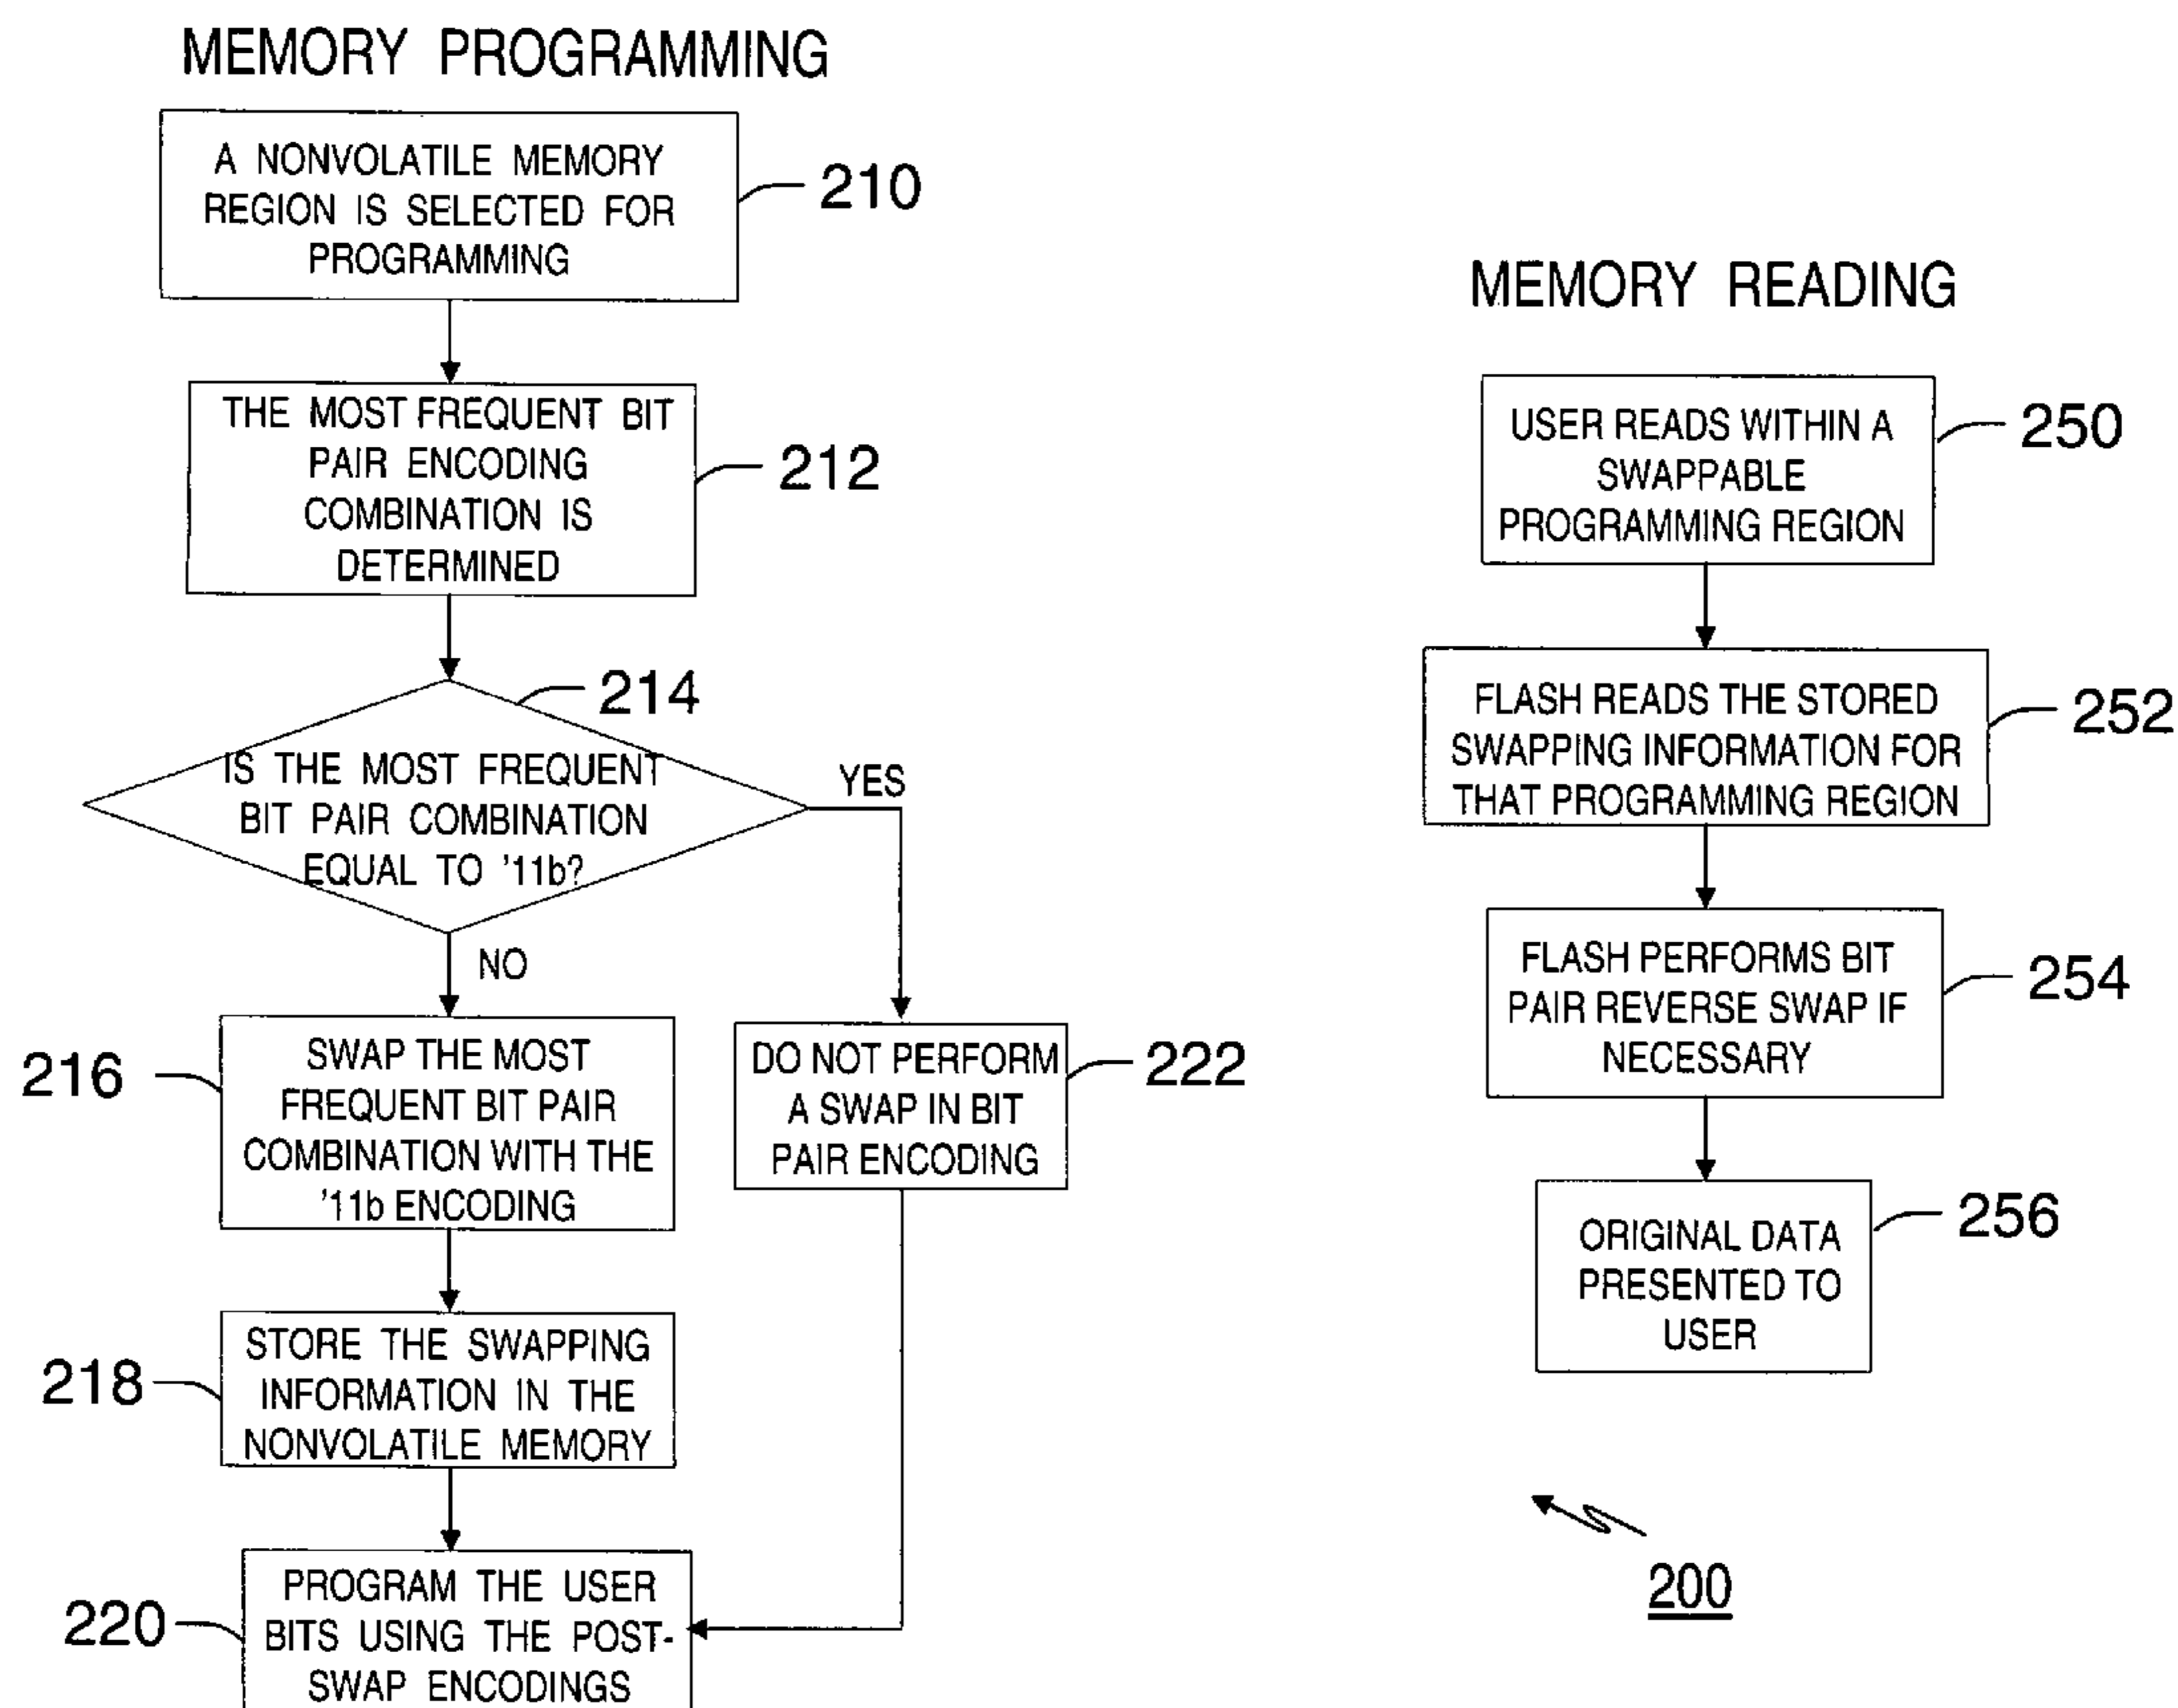 MEMORY PROGRAMMING
A NONVOLATILE MEMORY
REGION IS SELECTED FOR
PROGRAMMING
210
THE MOST FREQUENT BIT
PAIR ENCODING
COMBINATION IS
DETERMINED
212
214
IS THE MOST FREQUENT
BIT PAIR COMBINATION
EQUAL TO '11b?
YES
NO
216
SWAP THE MOST
FREQUENT BIT PAIR
COMBINATION WITH THE
'11b ENCODING
DO NOT PERFORM
A SWAP IN BIT
PAIR ENCODING
222
218
STORE THE SWAPPING
INFORMATION IN THE
NONVOLATILE MEMORY
220
PROGRAM THE USER
BITS USING THE POST-
SWAP ENCODINGS
MEMORY READING
USER READS WITHIN A
SWAPPABLE
PROGRAMMING REGION
250
FLASH READS THE STORED
SWAPPING INFORMATION FOR
THAT PROGRAMMING REGION
252
FLASH PERFORMS BIT
PAIR REVERSE SWAP IF
NECESSARY
254
ORIGINAL DATA
PRESENTED TO
USER
256
200